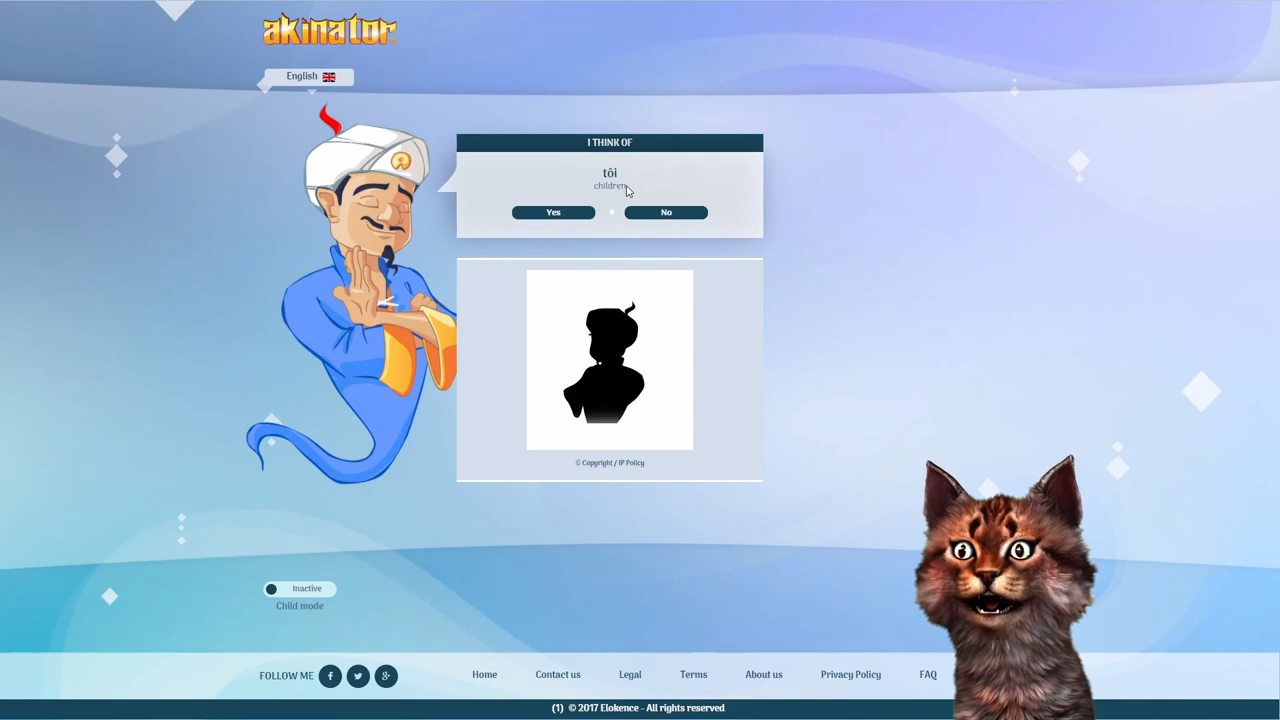 akinator
English
I THINK OF
tôi
children
Yes
No
© Copyright / IP Policy
Inactive
Child mode
FOLLOW ME
Home
Contact us
Legal
Terms
About us
Privacy Policy
FAQ
(1) © 2017 Elokence - All rights reserved